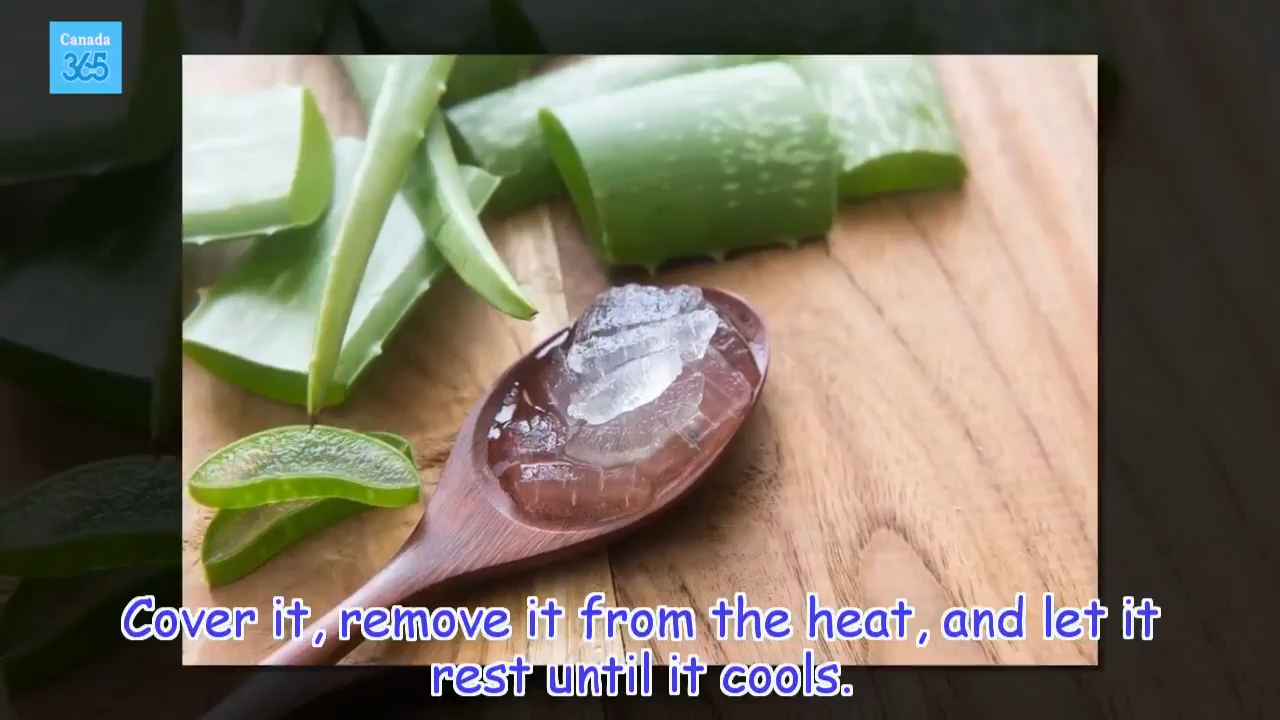 Canada
365
Cover it, remove it from the heat, and let it
rest until it cools.